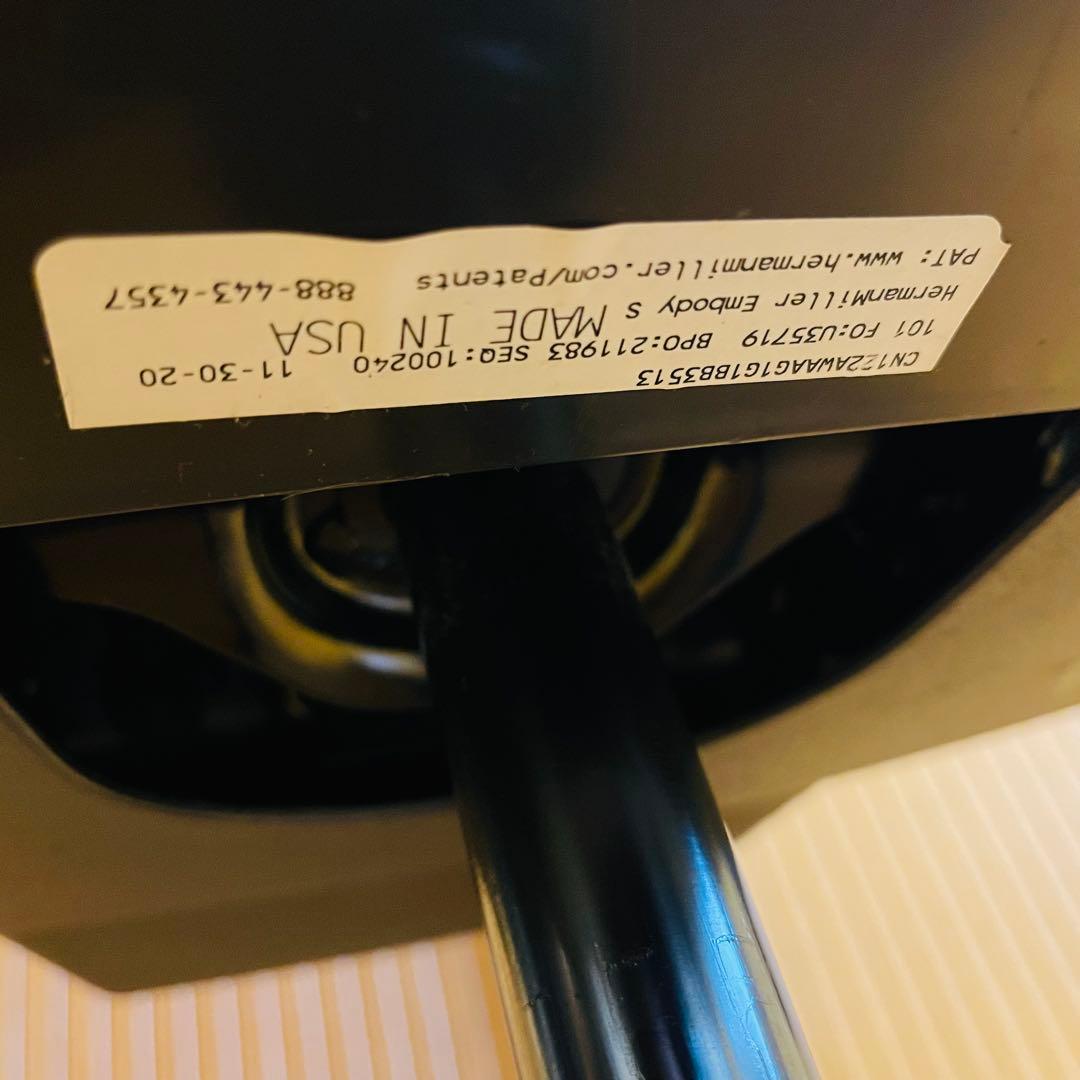 CN122AWAAG1G1BB3513
101 FO:U35719 BPO:211983 SEQ:100240 11-30-20
HermanMiller Embody S MADE IN USA
PAT: www.hermanmiller.com/Patents 888-443-4357